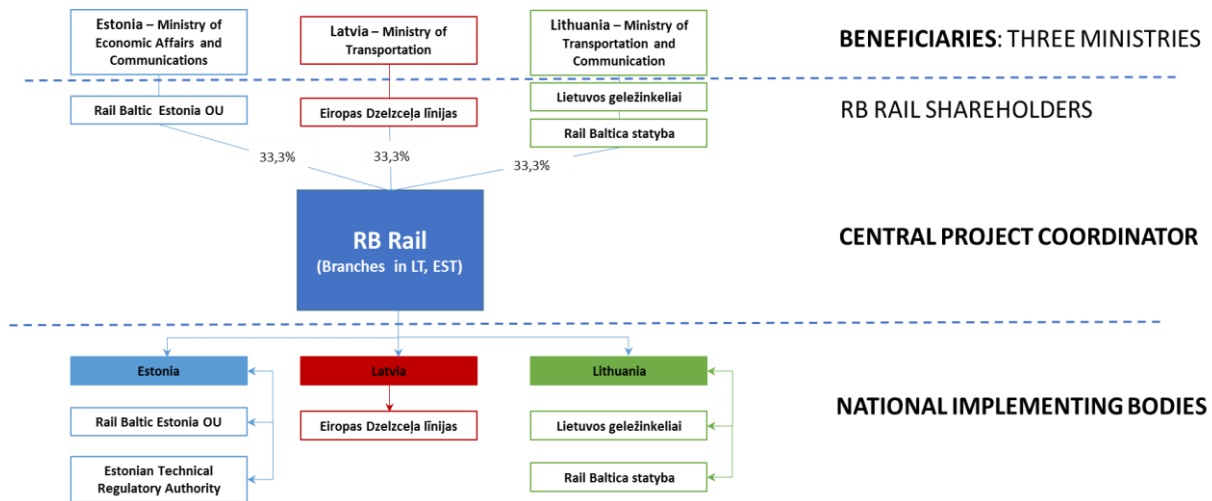 Estonia – Ministry of
Economic Affairs and
Communications
Latvia – Ministry of
Transportation
Lithuania – Ministry of
Transportation and
Communication
BENEFICIARIES: THREE MINISTRIES
Rail Baltic Estonia OU
Eiropas Dzelzceļa līnijas
Lietuvos geležinkeliai
Rail Baltica statyba
RB RAIL SHAREHOLDERS
33,3%
33,3%
33,3%
RB Rail
(Branches in LT, EST)
CENTRAL PROJECT COORDINATOR
Estonia
Latvia
Lithuania
Rail Baltic Estonia OU
Eiropas Dzelzceļa līnijas
Lietuvos geležinkeliai
NATIONAL IMPLEMENTING BODIES
Estonian Technical
Regulatory Authority
Rail Baltica statyba